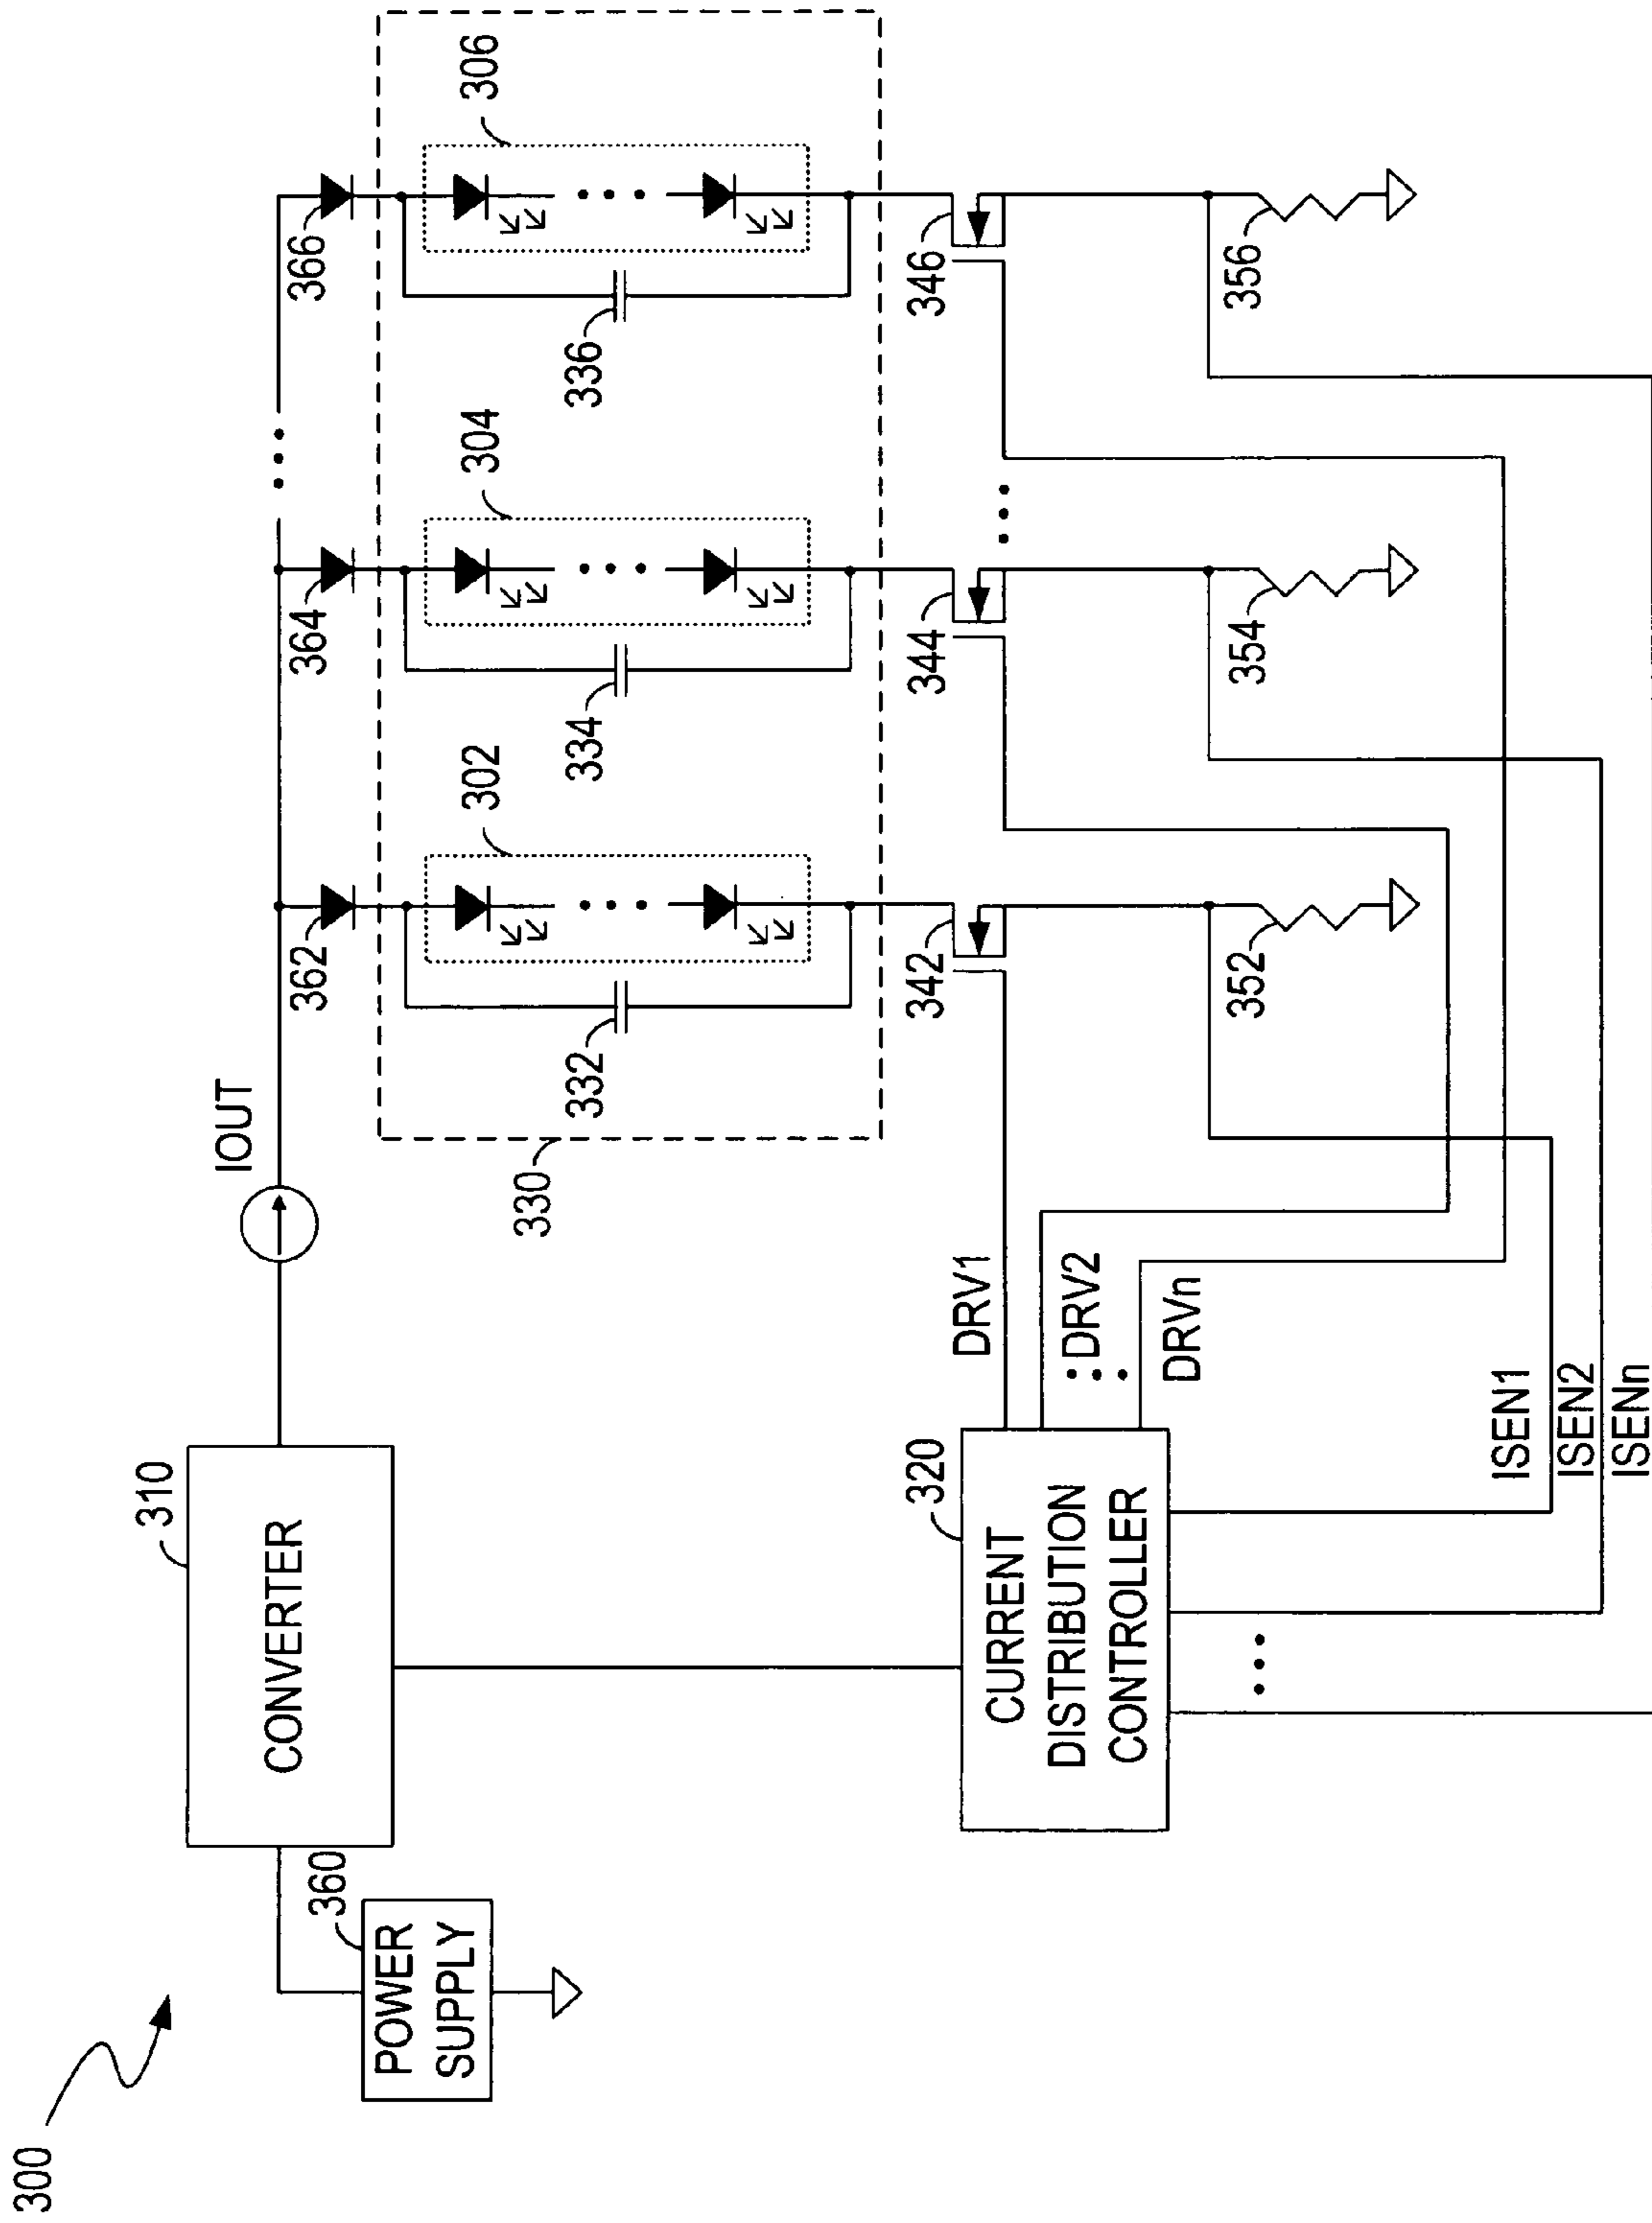 300
310
CONVERTER
IOUT
362
364
366
360
POWER
SUPPLY
330
332
302
334
304
336
306
320
CURRENT
DISTRIBUTION
CONTROLLER
DRV1
DRV2
DRVn
342
344
346
352
354
356
ISEN1
ISEN2
ISENn